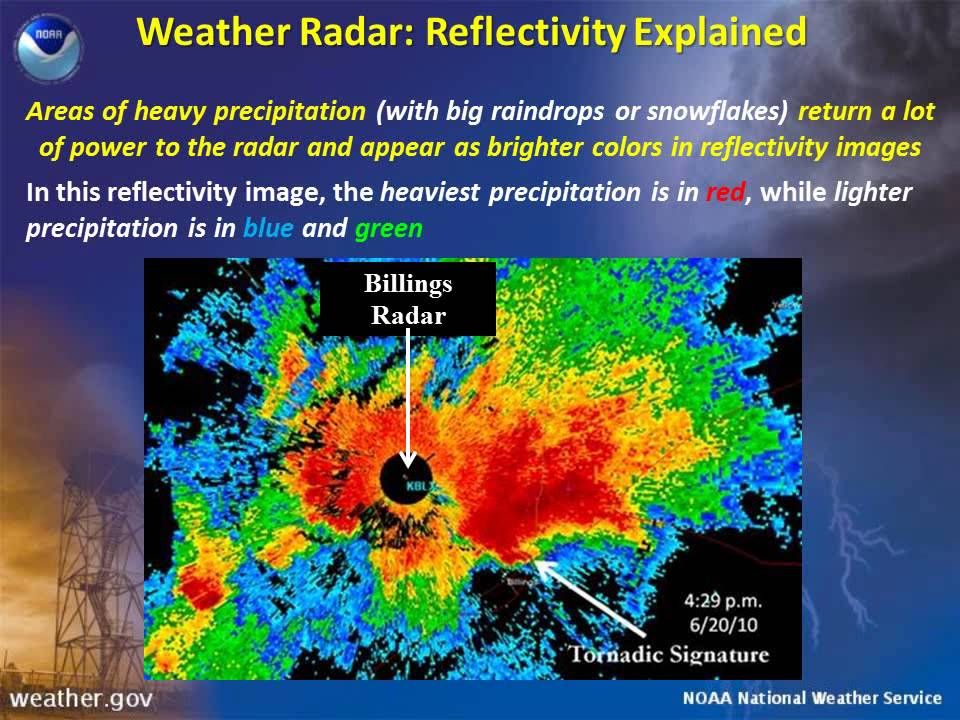 NOAA
Weather Radar: Reflectivity Explained
Areas of heavy precipitation (with big raindrops or snowflakes) return a lot
of power to the radar and appear as brighter colors in reflectivity images
In this reflectivity image, the heaviest precipitation is in red, while lighter
precipitation is in blue and green
Billings
Radar
Billings
4:29 p.m.
6/20/10
Tornadic Signature
weather.gov
NOAA National Weather Service